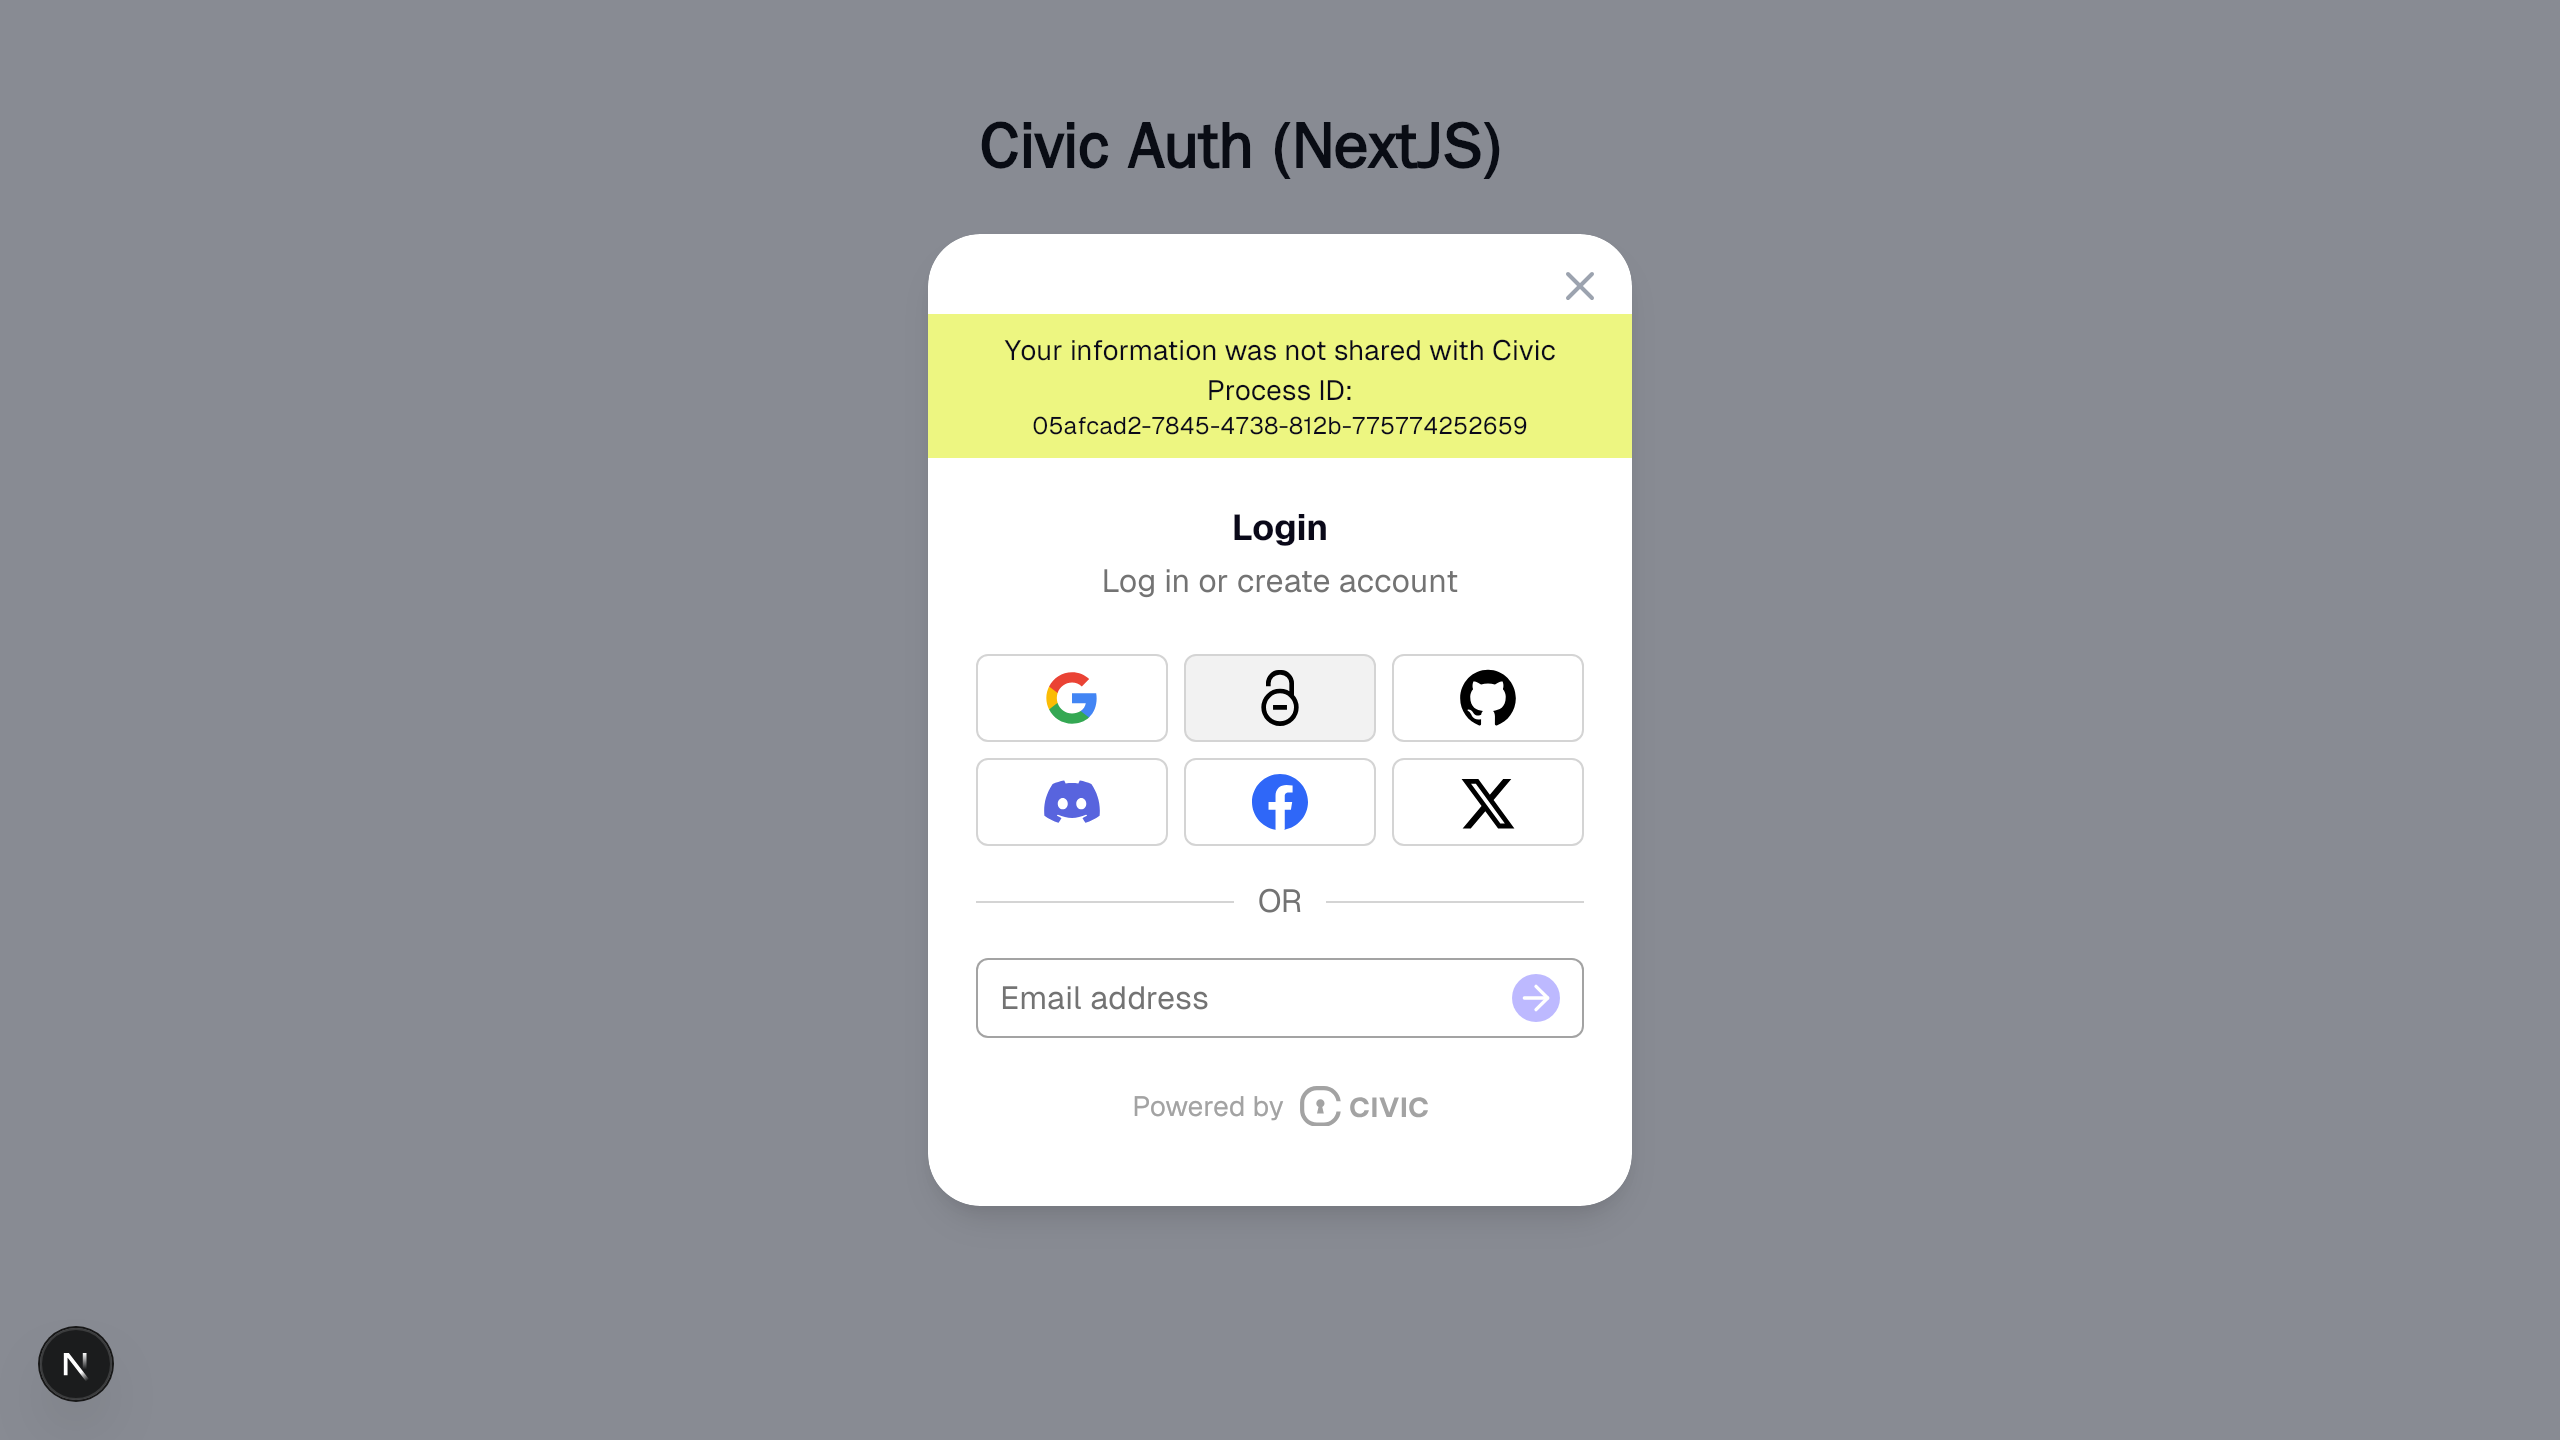 Civic Auth (NextJS)
Your information was not shared with Civic
Process ID:
05afcad2-7845-4738-812b-775774252659
Login
Log in or create account
OR
Email address
Powered by CIVIC
N